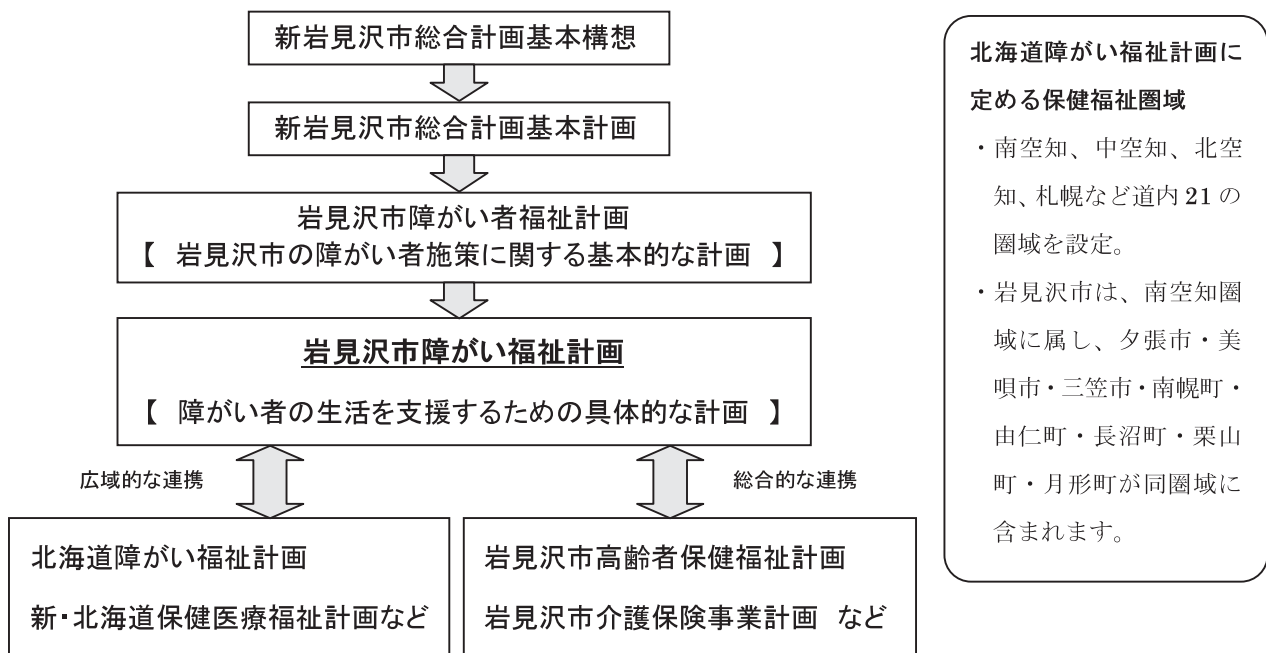 新岩見沢市総合計画基本構想
新岩見沢市総合計画基本計画
岩見沢市障がい者福祉計画
【 岩見沢市の障がい者施策に関する基本的な計画 】
岩見沢市障がい福祉計画
【 障がい者の生活を支援するための具体的な計画 】
広域的な連携
総合的な連携
北海道障がい福祉計画
新・北海道保健医療福祉計画など
岩見沢市高齢者保健福祉計画
岩見沢市介護保険事業計画 など
北海道障がい福祉計画に
定める保健福祉圏域
・南空知、中空知、北空
知、札幌など道内 21 の
圏域を設定。
・岩見沢市は、南空知圏
域に属し、夕張市・美
唄市・三笠市・南幌町・
由仁町・長沼町・栗山
町・月形町が同圏域に
含まれます。